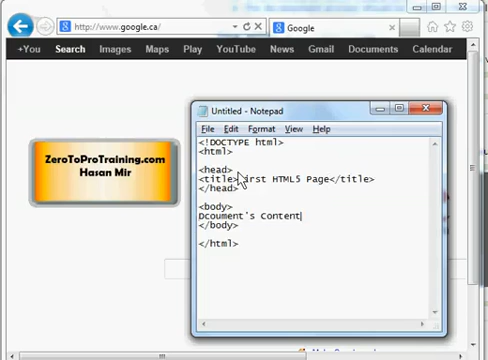 http://www.google.ca/
Google
+You Search Images Maps Play YouTube News Gmail Documents Calendar
Untitled - Notepad
File Edit Format View Help
ZeroToProTraining.com
Hasan Mir
<!DOCTYPE html>
<html>
<head>
<title>First HTML5 Page</title>
</head>
<body>
Dcoument's Content
</body>
</html>